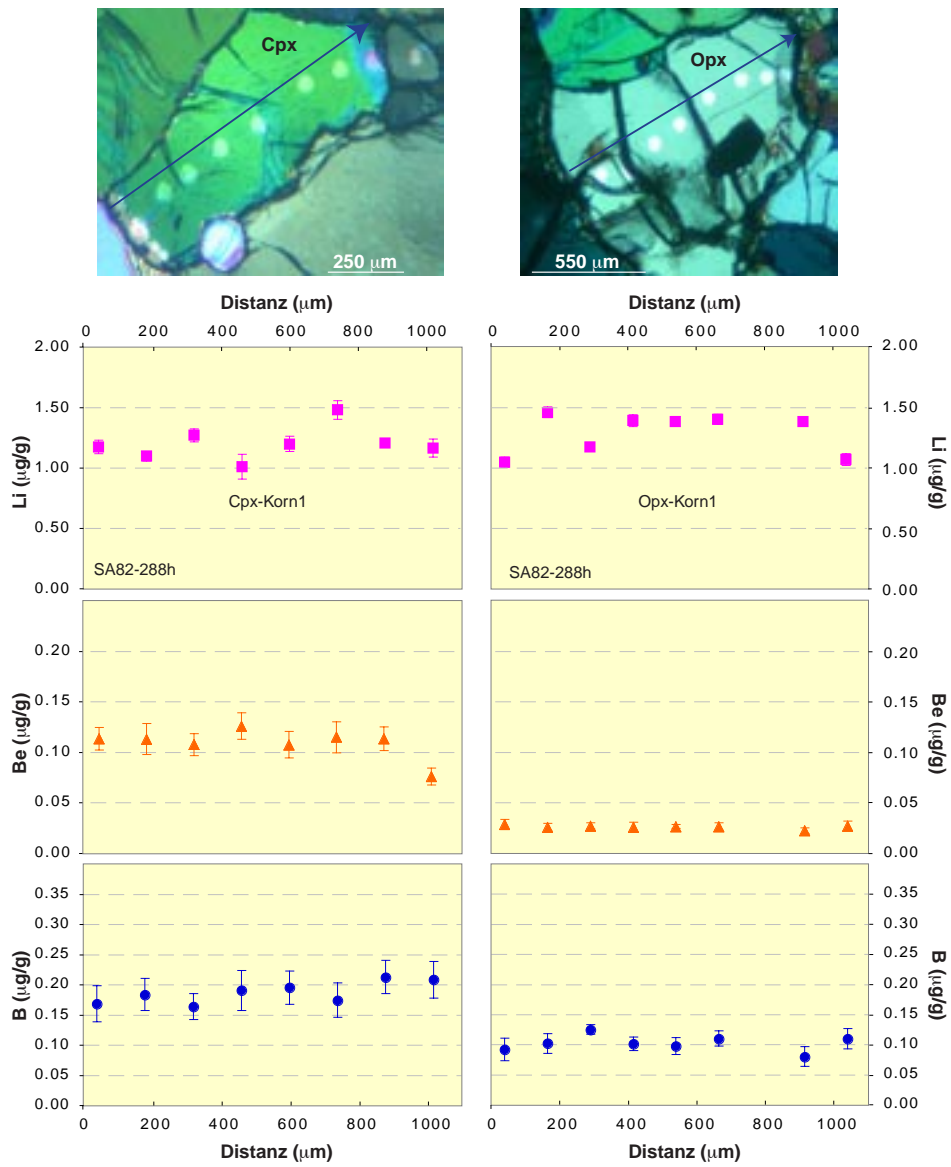 Cpx
250 μm
Opx
550 μm
Distanz (μm)
0 200 400 600 800 1000
Distanz (μm)
0 200 400 600 800 1000
2.00
1.50
1.00
0.50
0.00
Li (μg/g)
Cpx-Korn1
SA82-288h
Opx-Korn1
SA82-288h
2.00
1.50
1.00
0.50
0.00
Li (μg/g)
0.20
0.15
0.10
0.05
0.00
Be (μg/g)
0.20
0.15
0.10
0.05
0.00
Be (μg/g)
0.35
0.30
0.25
0.20
0.15
0.10
0.05
0.00
B (μg/g)
0.35
0.30
0.25
0.20
0.15
0.10
0.05
0.00
B (μg/g)
0 200 400 600 800 1000
Distanz (μm)
0 200 400 600 800 1000
Distanz (μm)